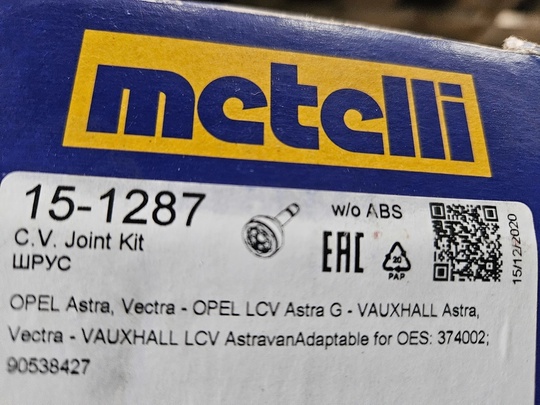 metelli
15-1287
w/o ABS
C.V. Joint Kit
ШРУС
EAC
20
PAP
15/12/2020
OPEL Astra, Vectra - OPEL LCV Astra G - VAUXHALL Astra,
Vectra - VAUXHALL LCV AstravanAdaptable for OES: 374002;
90538427